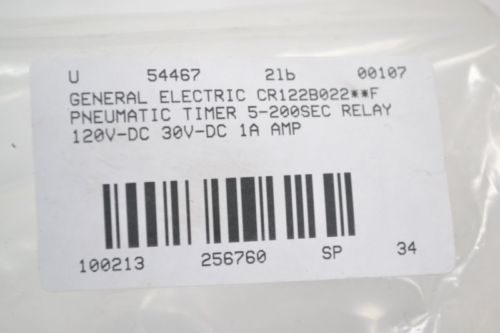 U 54467 21b 00107
GENERAL ELECTRIC CR122B022**F
PNEUMATIC TIMER 5-200SEC RELAY
120V-DC 30V-DC 1A AMP
100213 256760 SP 34